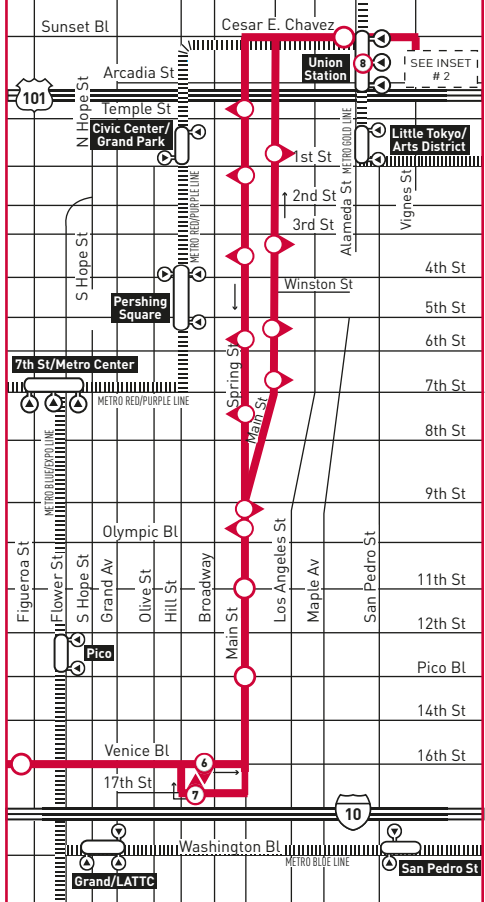 Sunset Bl
Cesar E. Chavez
Union
Station
8
SEE INSET
# 2
Arcadia St
101
N Hope St
Temple St
Civic Center/
Grand Park
METRO GOLD LINE
Little Tokyo/
Arts District
1st St
METRO RED/PURPLE LINE
2nd St
3rd St
Alameda St
Vignes St
S Hope St
4th St
Winston St
Pershing
Square
5th St
6th St
7th St/Metro Center
Spring St
7th St
METRO RED/PURPLE LINE
Main St
8th St
METRO BLUE/EXPO LINE
9th St
Olympic Bl
Figueroa St
Flower St
S Hope St
Grand Av
Olive St
Hill St
Broadway
Main St
Los Angeles St
Maple Av
San Pedro St
11th St
12th St
Pico
Pico Bl
14th St
Venice Bl
6
16th St
17th St
7
10
Washington Bl
METRO BLUE LINE
Grand/LATTC
San Pedro St